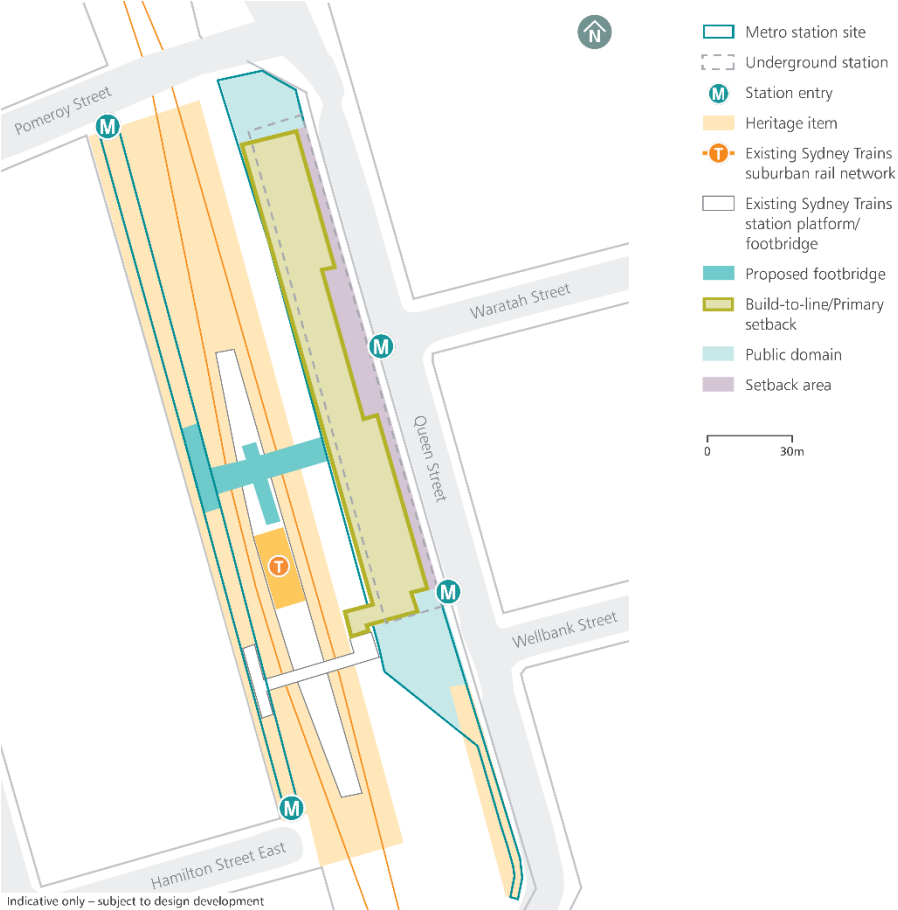 N
Metro station site
Underground station
M
Station entry
Heritage item
T
Existing Sydney Trains
suburban rail network
Existing Sydney Trains
station platform/
footbridge
Proposed footbridge
Build-to-line/Primary
setback
Public domain
Setback area
0 30m
Pomeroy Street
M
Waratah Street
M
Queen Street
T
M
Wellbank Street
M
Hamilton Street East
Indicative only – subject to design development